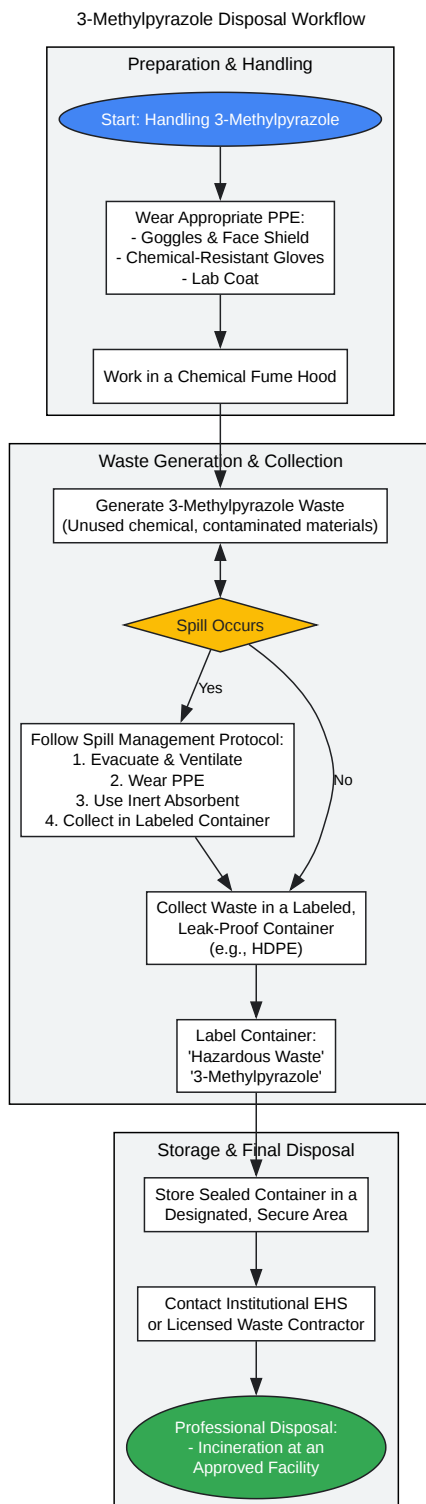 3-Methylpyrazole Disposal Workflow
Preparation & Handling
Start: Handling 3-Methylpyrazole
Wear Appropriate PPE:
- Goggles & Face Shield
- Chemical-Resistant Gloves
- Lab Coat
Work in a Chemical Fume Hood
Waste Generation & Collection
Generate 3-Methylpyrazole Waste
(Unused chemical, contaminated materials)
Spill Occurs
Yes
Follow Spill Management Protocol:
1. Evacuate & Ventilate
2. Wear PPE
3. Use Inert Absorbent
4. Collect in Labeled Container
No
Collect Waste in a Labeled,
Leak-Proof Container
(e.g., HDPE)
Label Container:
'Hazardous Waste'
'3-Methylpyrazole'
Storage & Final Disposal
Store Sealed Container in a
Designated, Secure Area
Contact Institutional EHS
or Licensed Waste Contractor
Professional Disposal:
- Incineration at an
Approved Facility